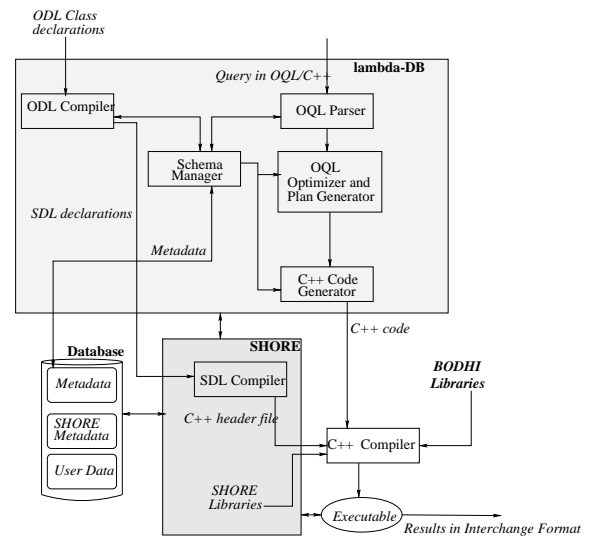 ODL Class
declarations
lambda-DB
Query in OQL/C++
ODL Compiler
OQL Parser
Schema
Manager
OQL
Optimizer and
Plan Generator
SDL declarations
Metadata
C++ Code
Generator
C++ code
Database
SHORE
BODHI
Libraries
Metadata
SDL Compiler
SHORE
Metadata
C++ header file
C++ Compiler
User Data
SHORE
Libraries
Executable
Results in Interchange Format